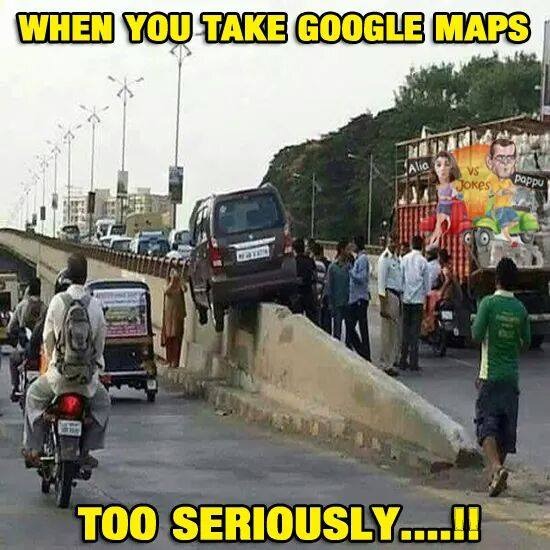 WHEN YOU TAKE GOOGLE MAPS
Alia
VS
Jokes
pappu
TOO SERIOUSLY....!!